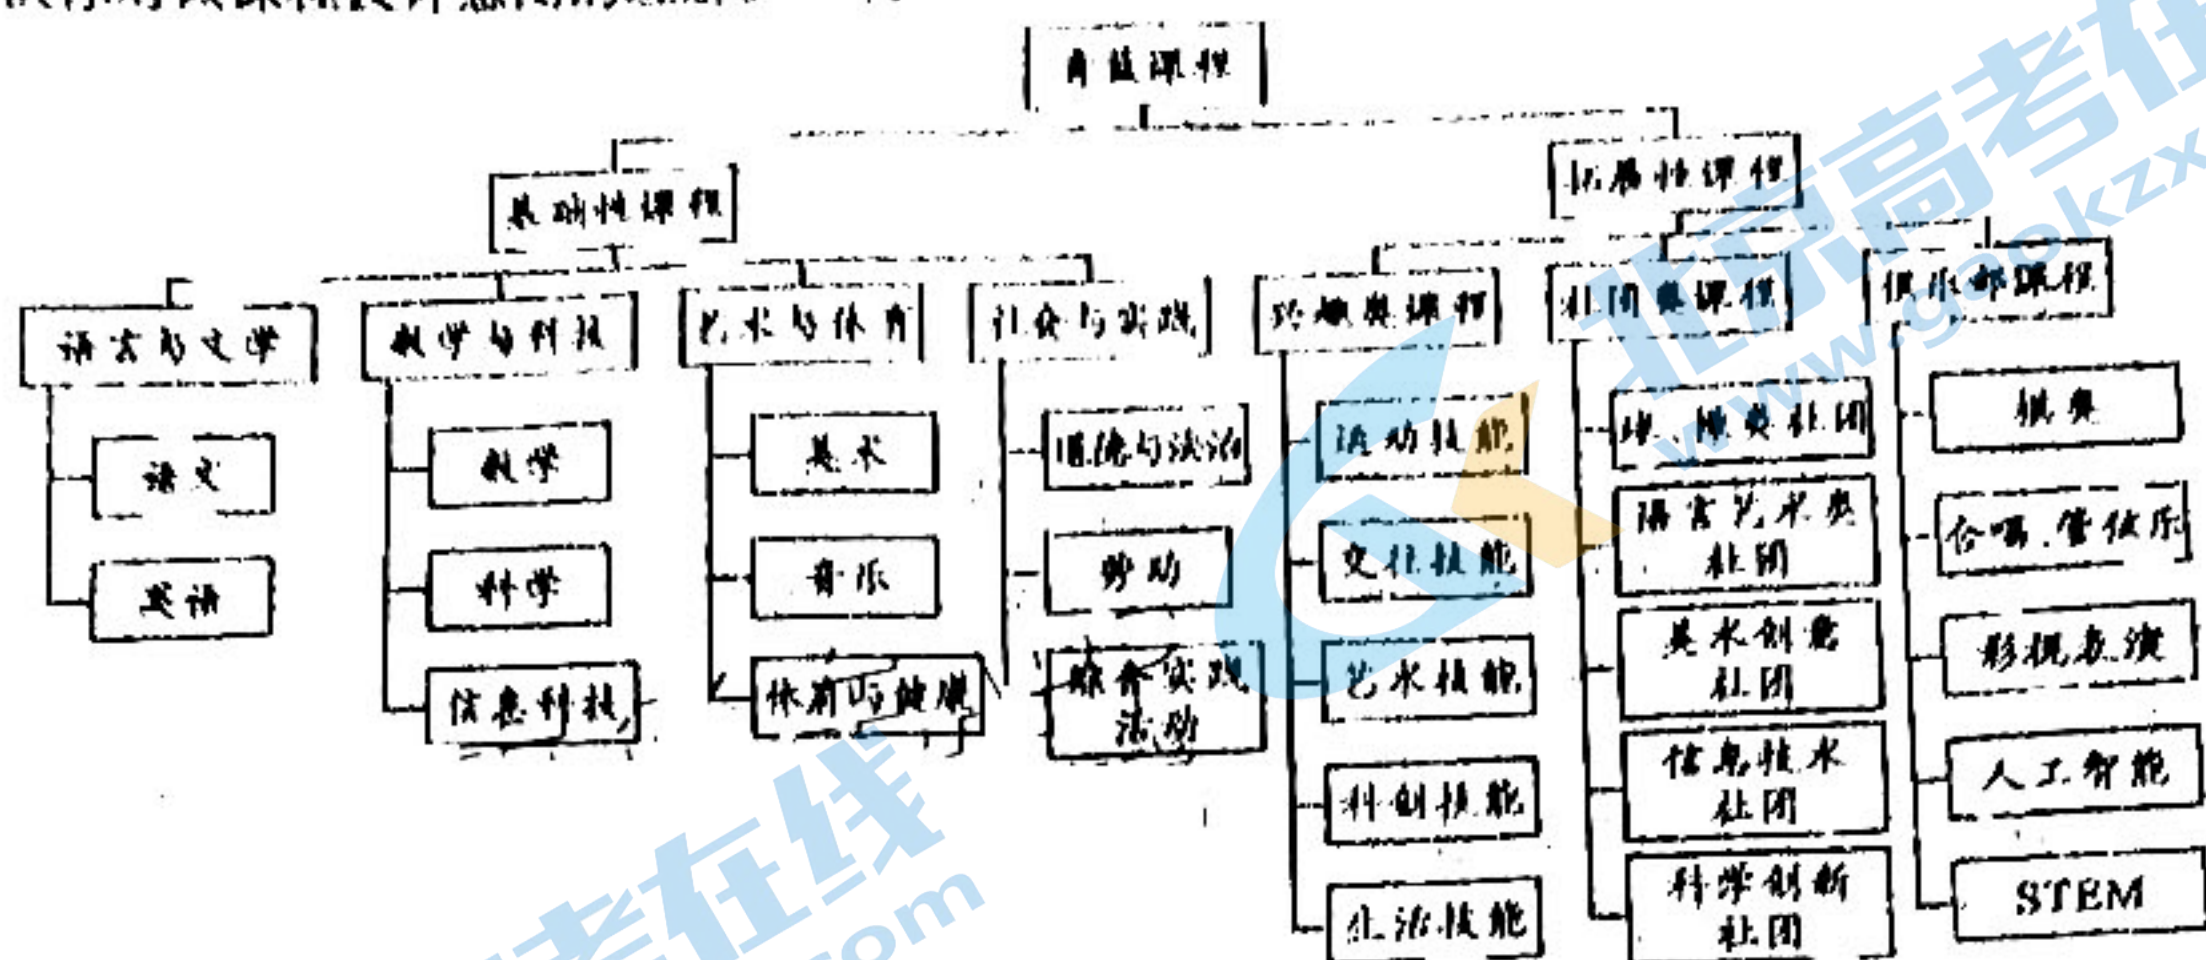 课程
基础性课程
拓展性课程
语言与文学
数学与科技
艺术与体育
社会与实践
兴趣类课程
社团类课程
俱乐部课程
语文
英语
数学
科学
信息科技
美术
音乐
体育与健康
道德与法治
劳动
综合实践
活动
运动技能
交往技能
艺术技能
科创技能
生活技能
球、棋类社团
语言艺术类
社团
美术创意
社团
信息技术
社团
科学创新
社团
棋类
合唱、管弦乐
影视表演
人工智能
STEM
北京高考在
www.gaokzx
考在线
om